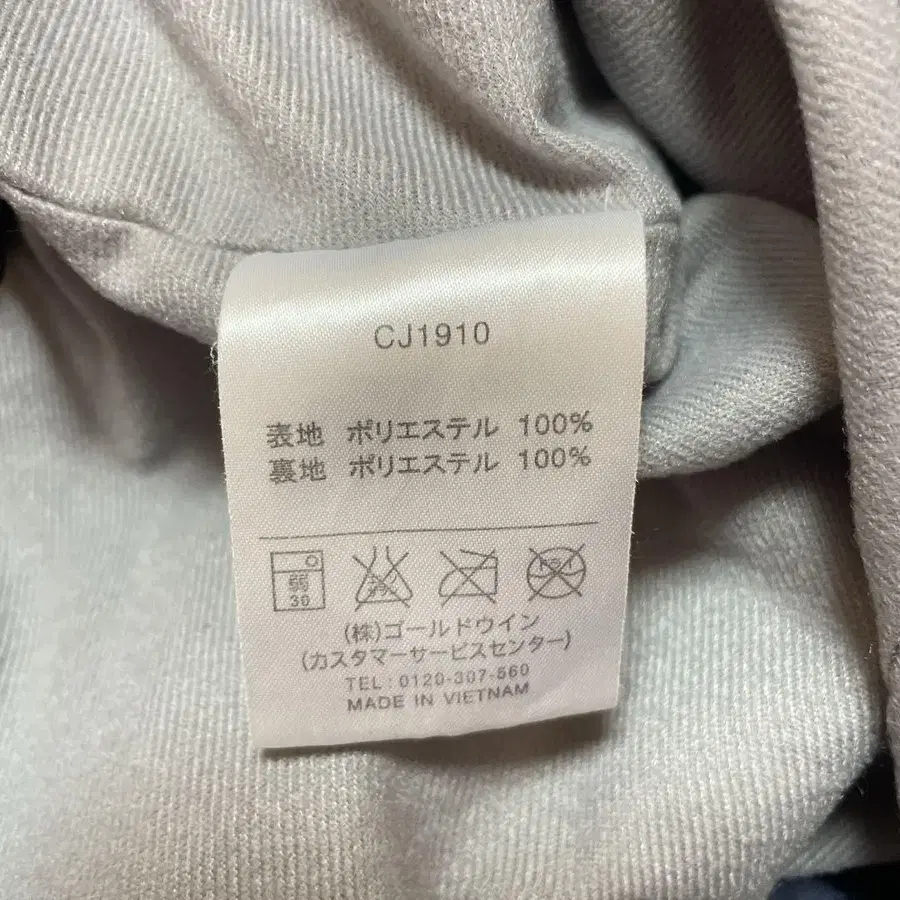 CJ1910
表地 ポリエステル 100%
裏地 ポリエステル 100%
弱
30
(株)ゴールドウイン
(カスタマーサービスセンター)
TEL:0120-307-560
MADE IN VIETNAM